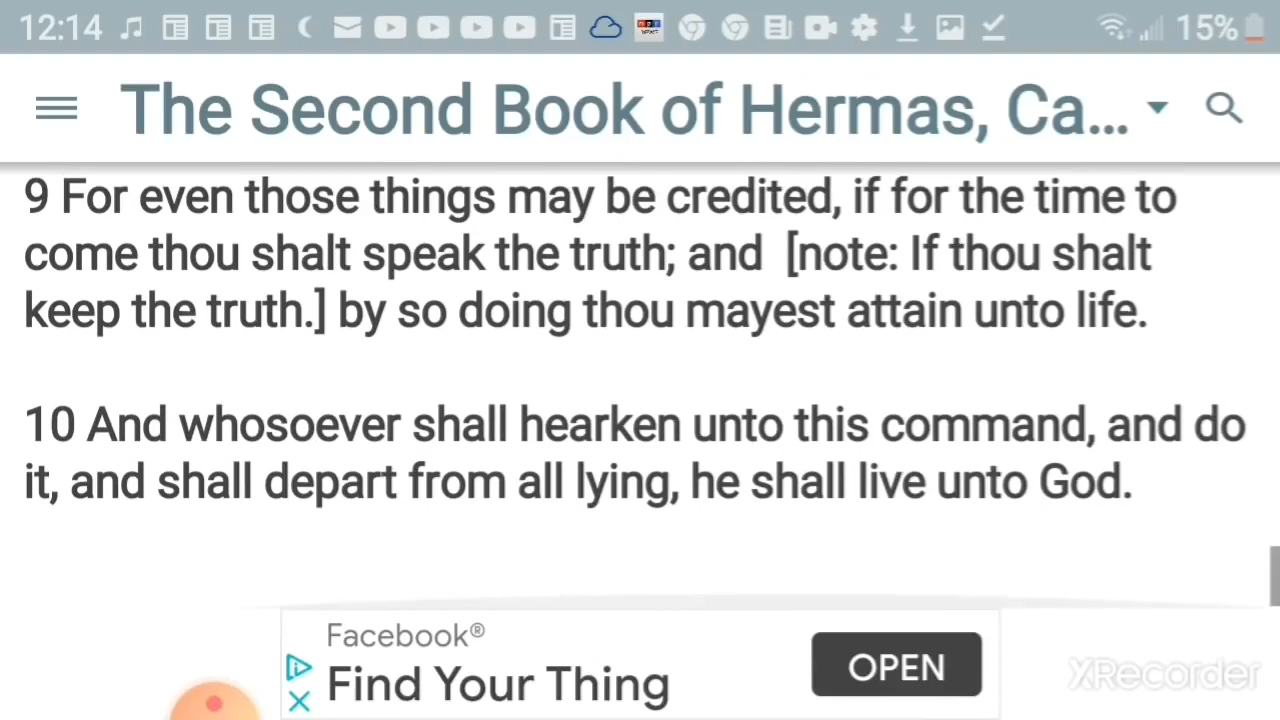 12:14 15%
The Second Book of Hermas, Ca...
9 For even those things may be credited, if for the time to
come thou shalt speak the truth; and [note: If thou shalt
keep the truth.] by so doing thou mayest attain unto life.
10 And whosoever shall hearken unto this command, and do
it, and shall depart from all lying, he shall live unto God.
Facebook®
Find Your Thing
OPEN
XRecorder